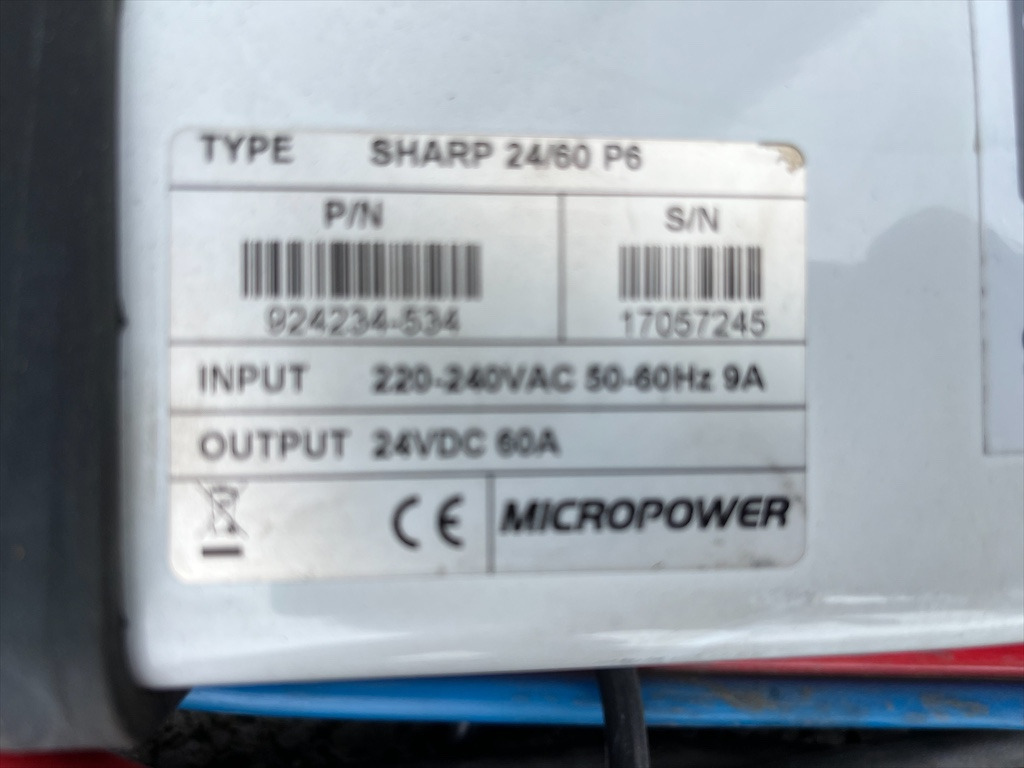 TYPE SHARP 24/60 P6
P/N S/N
924234-534 17057245
INPUT 220-240VAC 50-60Hz 9A
OUTPUT 24VDC 60A
CE MICROPOWER